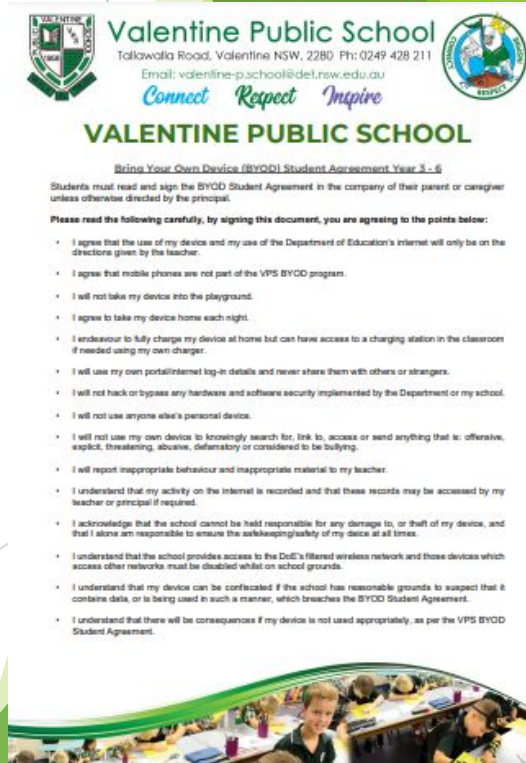 VALENTINE
PUBLIC
SCHOOL
VPS
Valentine Public School
Tallawalla Road, Valentine NSW, 2280 Ph: 0249 428 211
Email: valentine-p.school@det.nsw.edu.au
Connect Respect Inspire
CONNECT
INSPIRE
RESPECT
VALENTINE PUBLIC SCHOOL
Bring Your Own Device (BYOD) Student Agreement Year 3 - 6
Students must read and sign the BYOD Student Agreement in the company of their parent or caregiver
unless otherwise directed by the principal.
Please read the following carefully, by signing this document, you are agreeing to the points below:
• I agree that the use of my device and my use of the Department of Education's internet will only be on the
directions given by the teacher.
• I agree that mobile phones are not part of the VPS BYOD program.
• I will not take my device into the playground.
• I agree to take my device home each night.
• I endeavour to fully charge my device at home but can have access to a charging station in the classroom
if needed using my own charger.
• I will use my own portal/internet log-in details and never share them with others or strangers.
• I will not hack or bypass any hardware and software security implemented by the Department or my school.
• I will not use anyone else's personal device.
• I will not use my own device to knowingly search for, link to, access or send anything that is: offensive,
explicit, threatening, abusive, defamatory or considered to be bullying.
• I will report inappropriate behaviour and inappropriate material to my teacher.
• I understand that my activity on the internet is recorded and that these records may be accessed by my
teacher or principal if required.
• I acknowledge that the school cannot be held responsible for any damage to, or theft of my device, and
that I alone am responsible to ensure the safekeeping/safety of my daice at all times.
• I understand that the school provides access to the DoE's filtered wireless network and those devices which
access other networks must be disabled whilst on school grounds.
• I understand that my device can be confiscated if the school has reasonable grounds to suspect that it
contains data, or is being used in such a manner, which breaches the BYOD Student Agreement.
• I understand that there will be consequences if my device is not used appropriately, as per the VPS BYOD
Student Agreement.